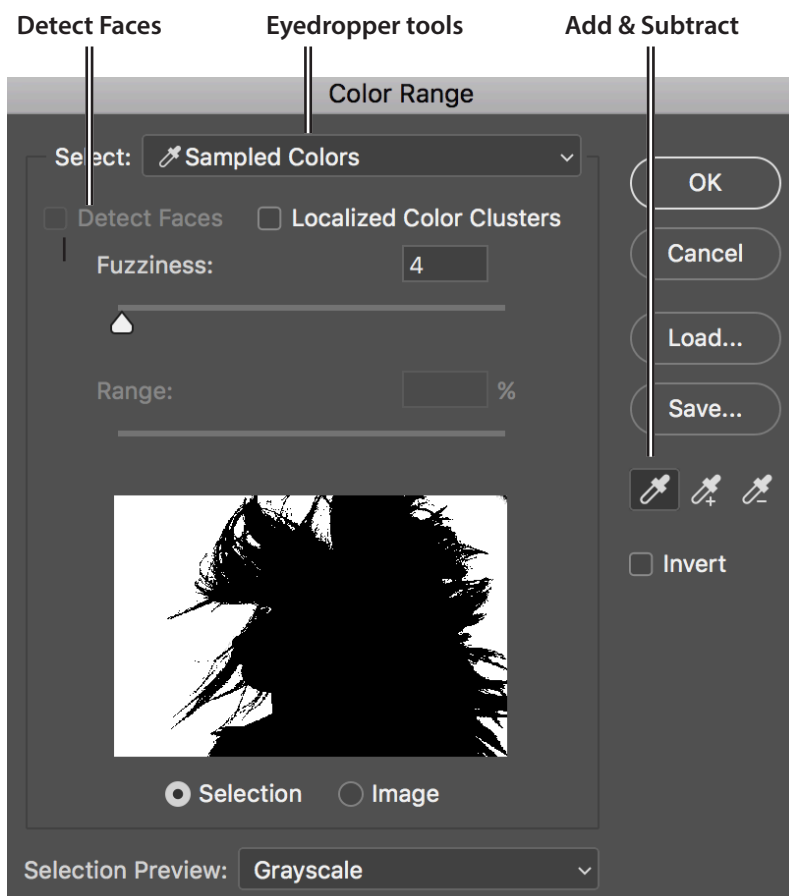 Detect Faces Eyedropper tools Add & Subtract
Color Range
Select: Sampled Colors
OK
Detect Faces Localized Color Clusters
Cancel
Fuzziness: 4
Load...
Range: %
Save...
Invert
Selection Image
Selection Preview: Grayscale